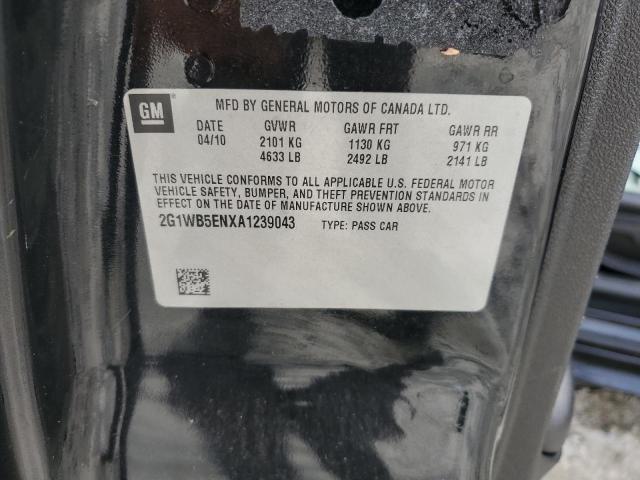 GM
MFD BY GENERAL MOTORS OF CANADA LTD.
DATE GVWR GAWR FRT GAWR RR
04/10 2101 KG 1130 KG 971 KG
4633 LB 2492 LB 2141 LB
THIS VEHICLE CONFORMS TO ALL APPLICABLE U.S. FEDERAL MOTOR
VEHICLE SAFETY, BUMPER, AND THEFT PREVENTION STANDARDS IN
EFFECT ON THE DATE OF MANUFACTURE SHOWN ABOVE.
2G1WB5ENXA1239043 TYPE: PASS CAR